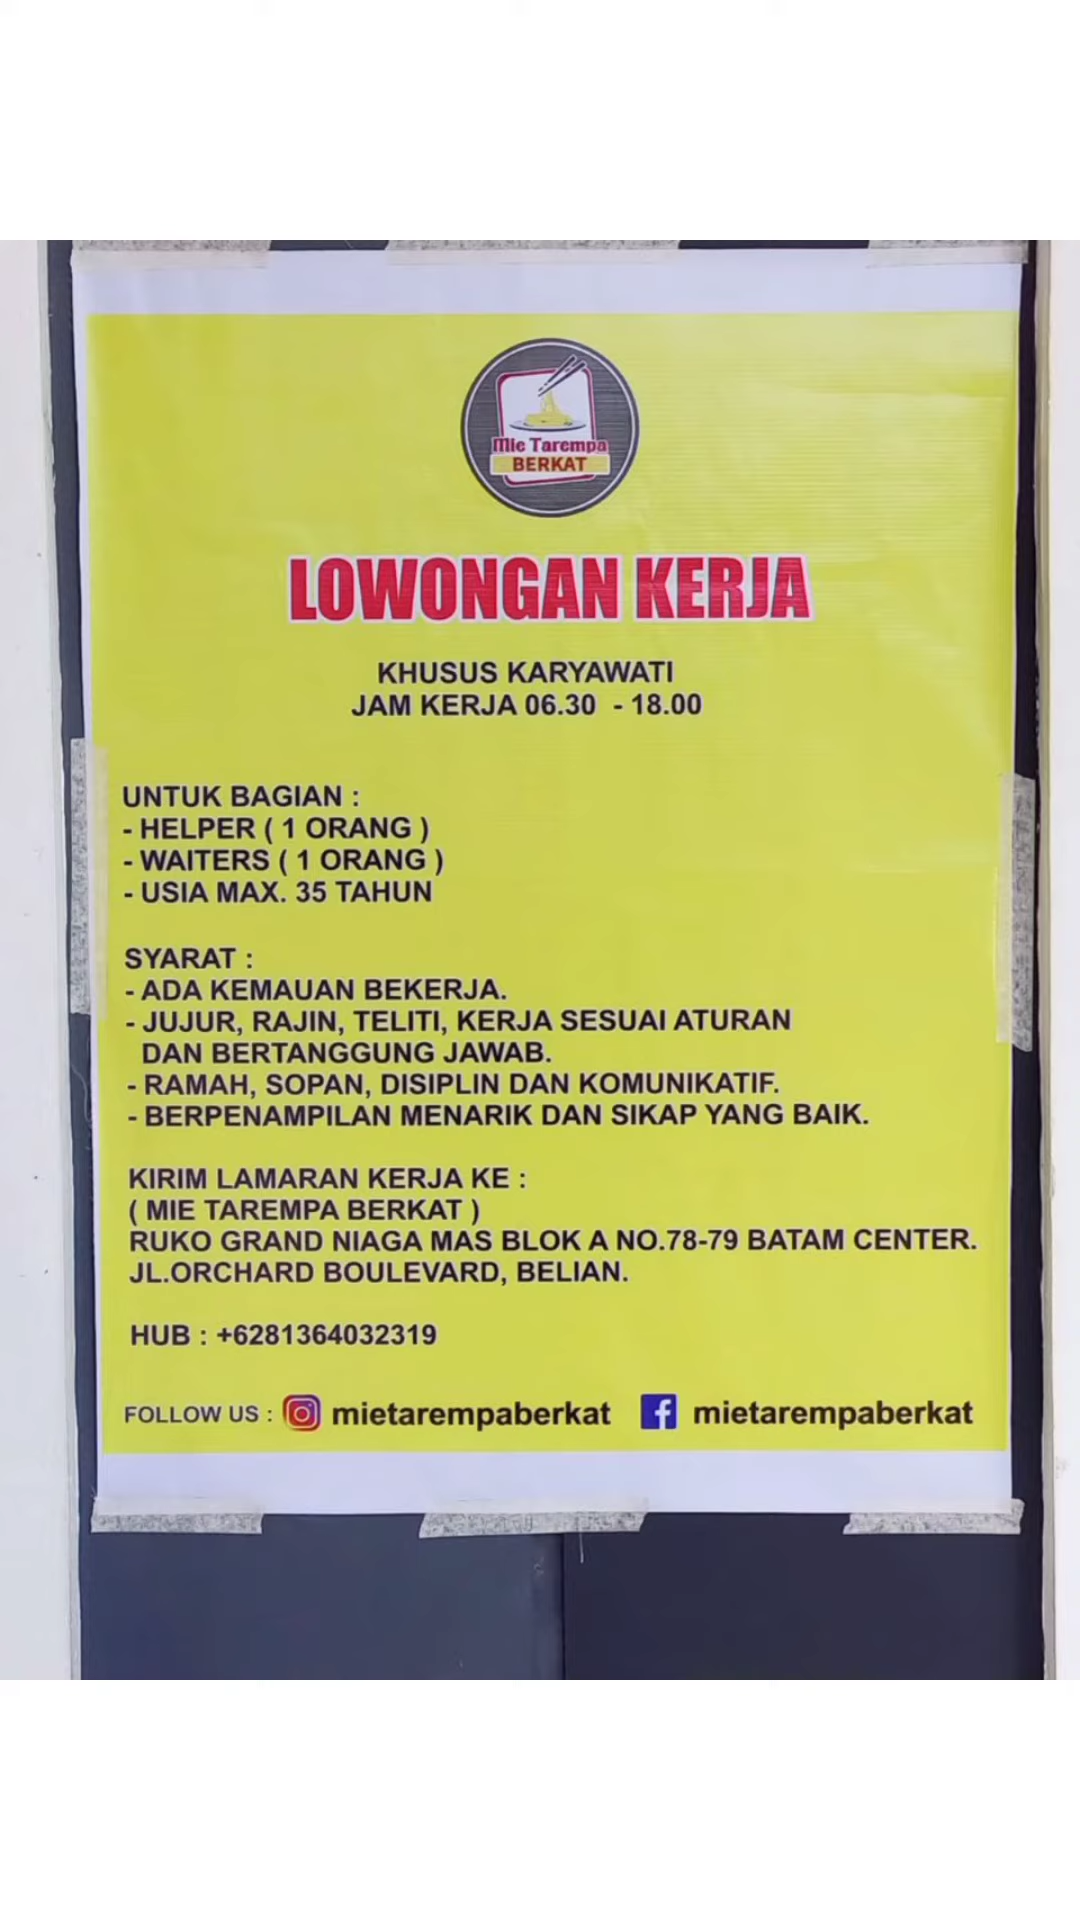 Mie Tarempa
BERKAT
LOWONGAN KERJA
KHUSUS KARYAWATI
JAM KERJA 06.30 - 18.00
UNTUK BAGIAN :
- HELPER ( 1 ORANG )
- WAITERS ( 1 ORANG )
- USIA MAX. 35 TAHUN
SYARAT :
- ADA KEMAUAN BEKERJA.
- JUJUR, RAJIN, TELITI, KERJA SESUAI ATURAN
DAN BERTANGGUNG JAWAB.
- RAMAH, SOPAN, DISIPLIN DAN KOMUNIKATIF.
- BERPENAMPILAN MENARIK DAN SIKAP YANG BAIK.
KIRIM LAMARAN KERJA KE :
( MIE TAREMPA BERKAT )
RUKO GRAND NIAGA MAS BLOK A NO.78-79 BATAM CENTER.
JL.ORCHARD BOULEVARD, BELIAN.
HUB : +6281364032319
FOLLOW US : mietarempaberkat mietarempaberkat